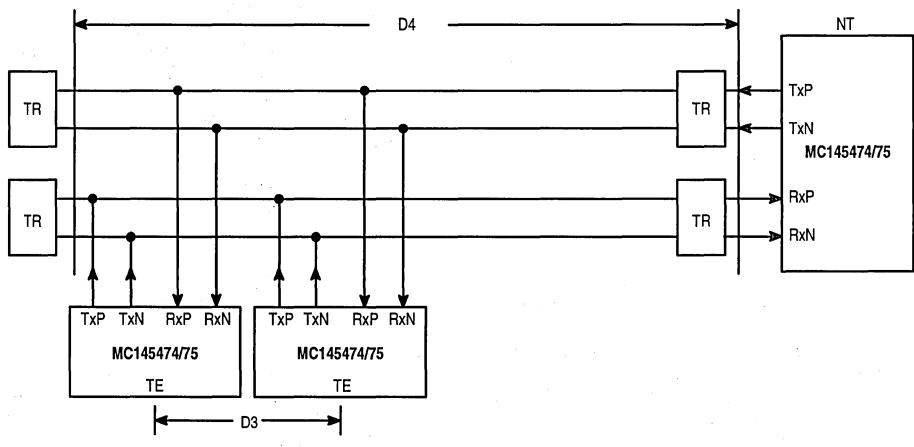 D4
NT
TR
TR
TxP
TxN
MC145474/75
TR
TR
RxP
RxN
TxP TxN RxP RxN
MC145474/75
TE
TxP TxN RxP RxN
MC145474/75
TE
D3